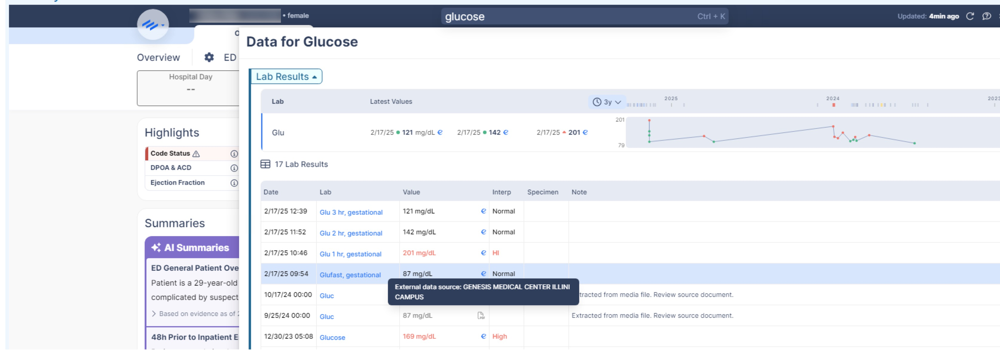 • female
glucose
Ctrl + K
Updated: 4min ago
Data for Glucose
Overview
ED
Hospital Day
--
Lab Results
Lab
Latest Values
3y
2025
2024
2023
Glu
2/17/25 121 mg/dL
2/17/25 142
2/17/25 201
201
79
17 Lab Results
Highlights
Code Status
DPOA & ACD
Ejection Fraction
Summaries
AI Summaries
ED General Patient Ove
Patient is a 29-year-old
complicated by suspect
Based on evidence as of
48h Prior to Inpatient E
Date Lab Value Interp Specimen Note
2/17/25 12:39 Glu 3 hr, gestational 121 mg/dL Normal
2/17/25 11:52 Glu 2 hr, gestational 142 mg/dL Normal
2/17/25 10:46 Glu 1 hr, gestational 201 mg/dL HI
2/17/25 09:54 Glufast, gestational 87 mg/dL Normal
External data source: GENESIS MEDICAL CENTER ILLINI
CAMPUS
10/17/24 00:00 Gluc tracted from media file. Review source document.
9/25/24 00:00 Gluc 87 mg/dL PDF Extracted from media file. Review source document.
12/30/23 05:08 Glucose 169 mg/dL High